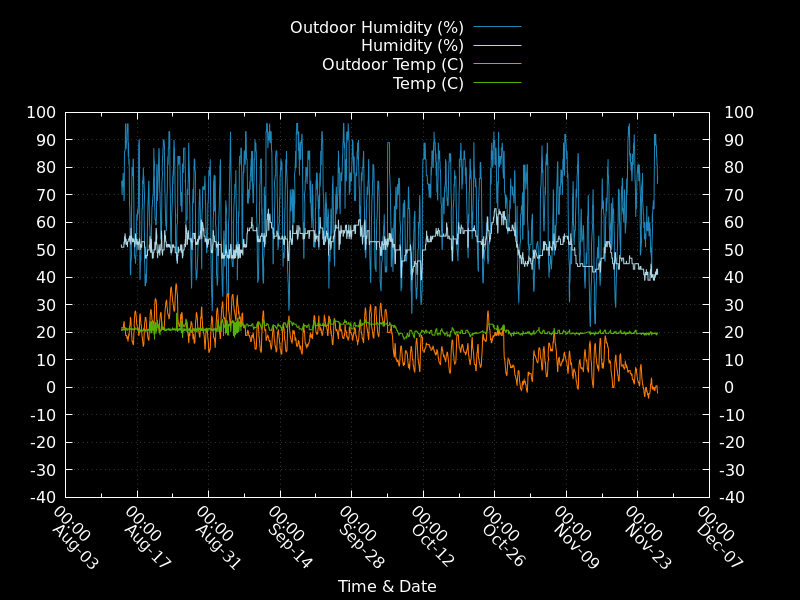 Outdoor Humidity (%)
Humidity (%)
Outdoor Temp (C)
Temp (C)
100 100
90 90
80 80
70 70
60 60
50 50
40 40
30 30
20 20
10 10
0 0
-10 -10
-20 -20
-30 -30
-40 -40
00:00 00:00 00:00 00:00 00:00 00:00 00:00 00:00 00:00 00:00
Aug-03 Aug-17 Aug-31 Sep-14 Sep-28 Oct-12 Oct-26 Nov-09 Nov-23 Dec-07
Time & Date